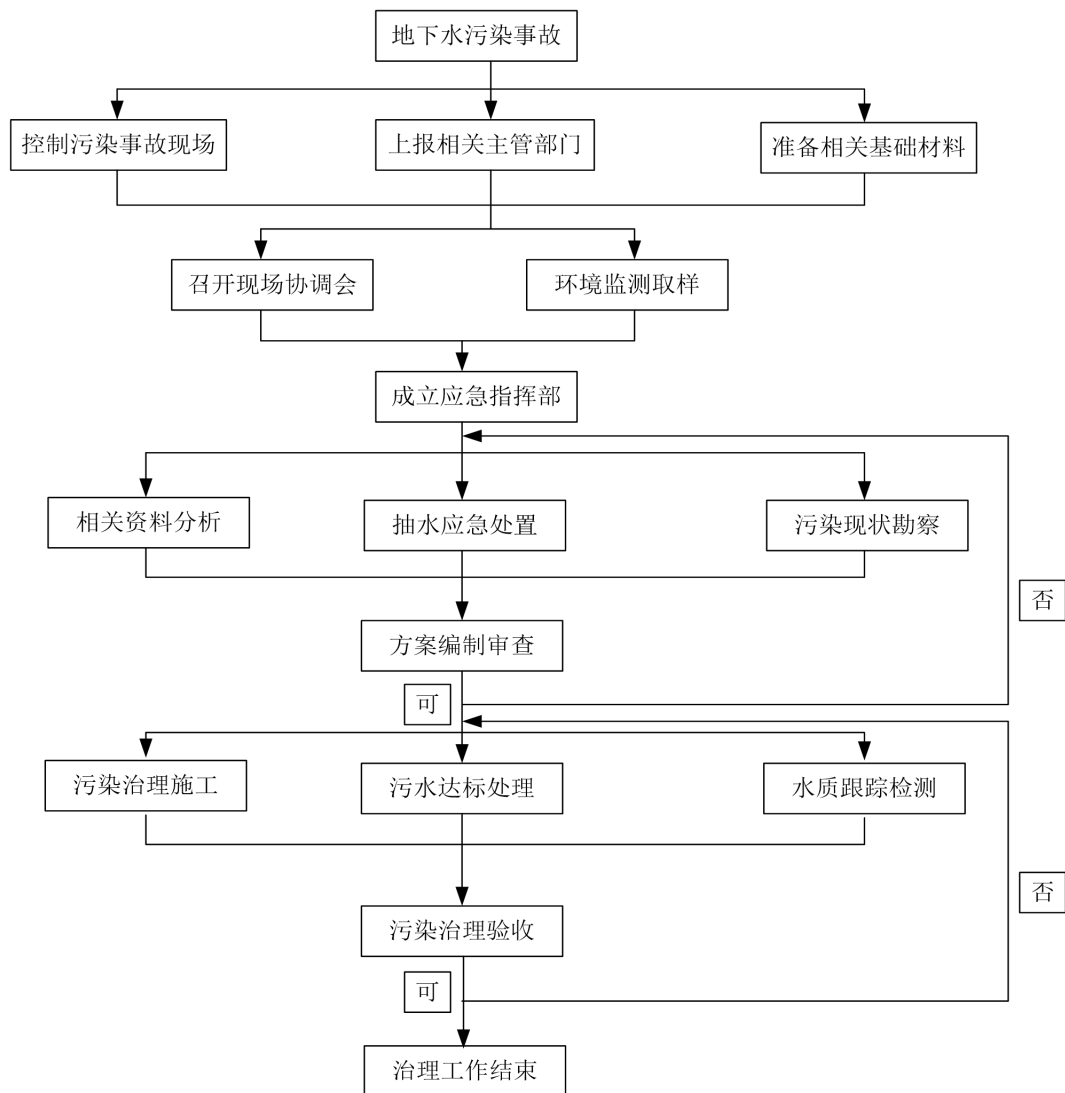 地下水污染事故
控制污染事故现场
上报相关主管部门
准备相关基础材料
召开现场协调会
环境监测取样
成立应急指挥部
相关资料分析
抽水应急处置
污染现状勘察
否
方案编制审查
可
污染治理施工
污水达标处理
水质跟踪检测
否
污染治理验收
可
治理工作结束